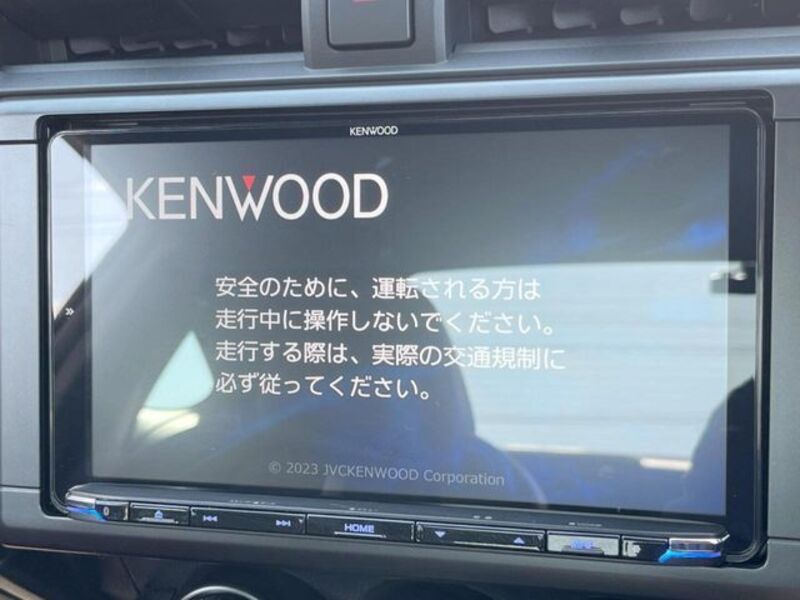 KENWOOD
KENWOOD
安全のために、運転される方は
走行中に操作しないでください。
走行する際は、実際の交通規制に
必ず従ってください。
© 2023 JVCKENWOOD Corporation
HOME